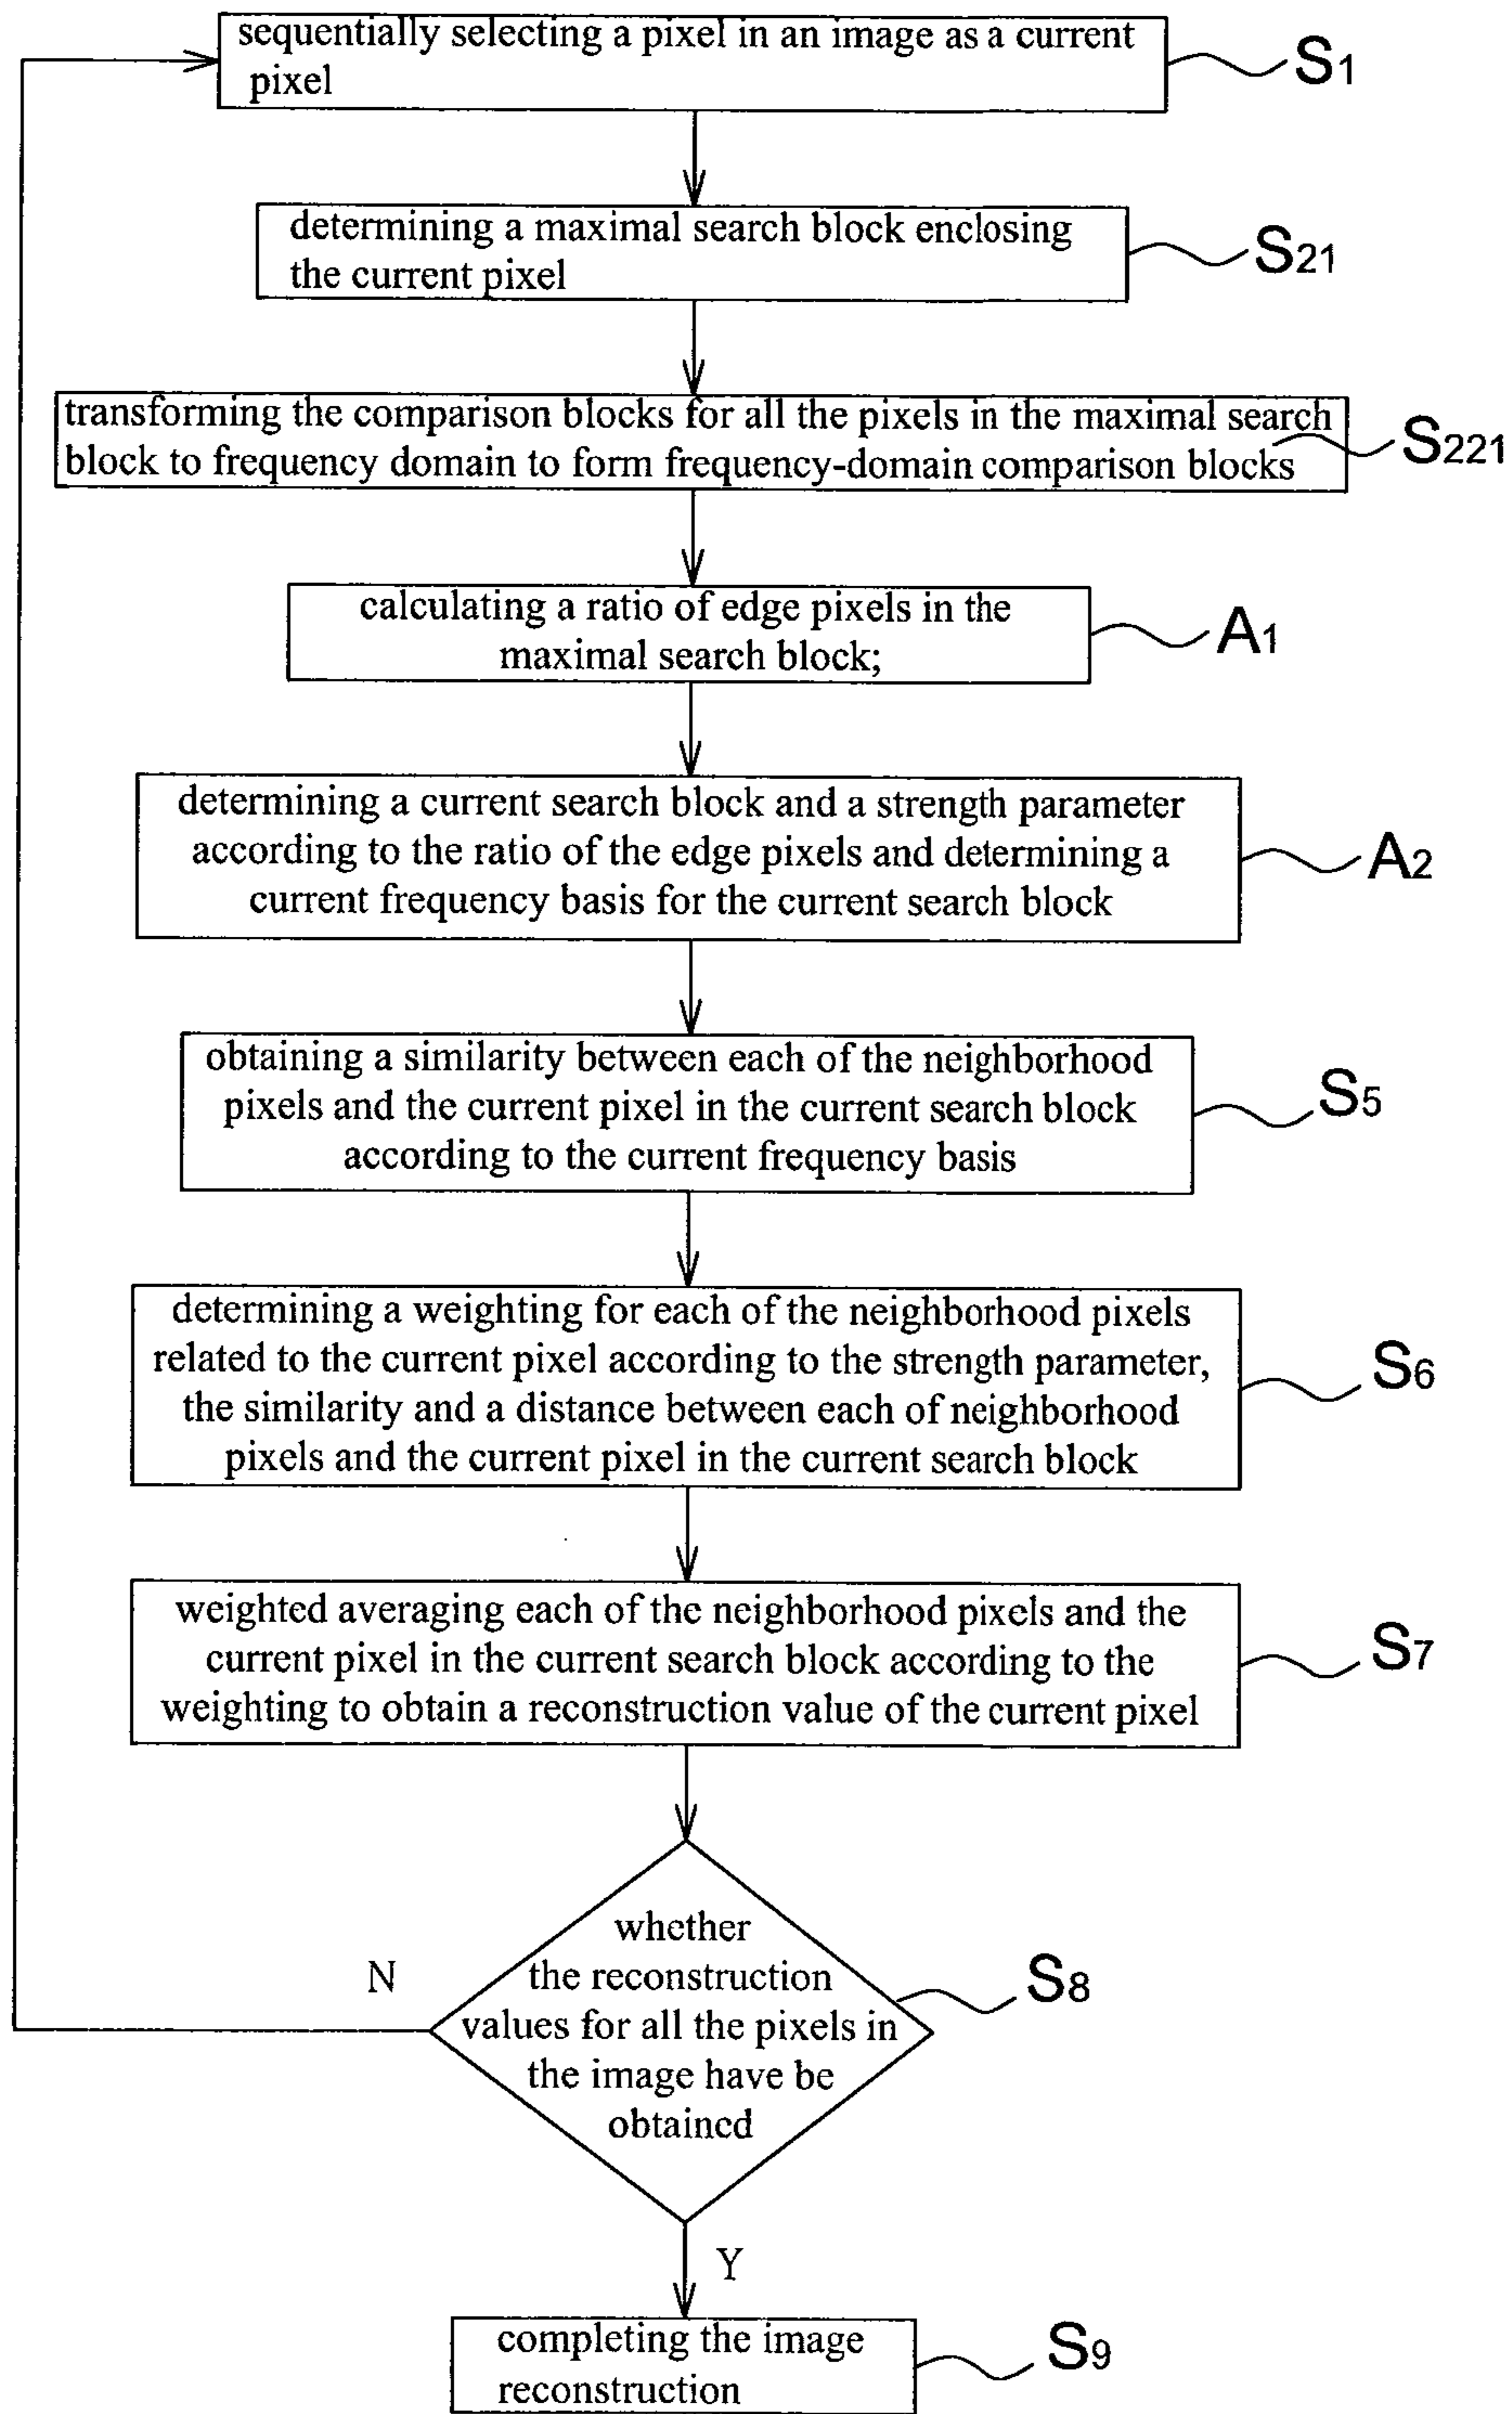 sequentially selecting a pixel in an image as a current
pixel
S1
determining a maximal search block enclosing
the current pixel
S21
transforming the comparison blocks for all the pixels in the maximal search
block to frequency domain to form frequency-domain comparison blocks
S221
calculating a ratio of edge pixels in the
maximal search block;
A1
determining a current search block and a strength parameter
according to the ratio of the edge pixels and determining a
current frequency basis for the current search block
A2
obtaining a similarity between each of the neighborhood
pixels and the current pixel in the current search block
according to the current frequency basis
S5
determining a weighting for each of the neighborhood pixels
related to the current pixel according to the strength parameter,
the similarity and a distance between each of neighborhood
pixels and the current pixel in the current search block
S6
weighted averaging each of the neighborhood pixels and the
current pixel in the current search block according to the
weighting to obtain a reconstruction value of the current pixel
S7
whether
the reconstruction
values for all the pixels in
the image have be
obtained
S8
N
Y
completing the image
reconstruction
S9